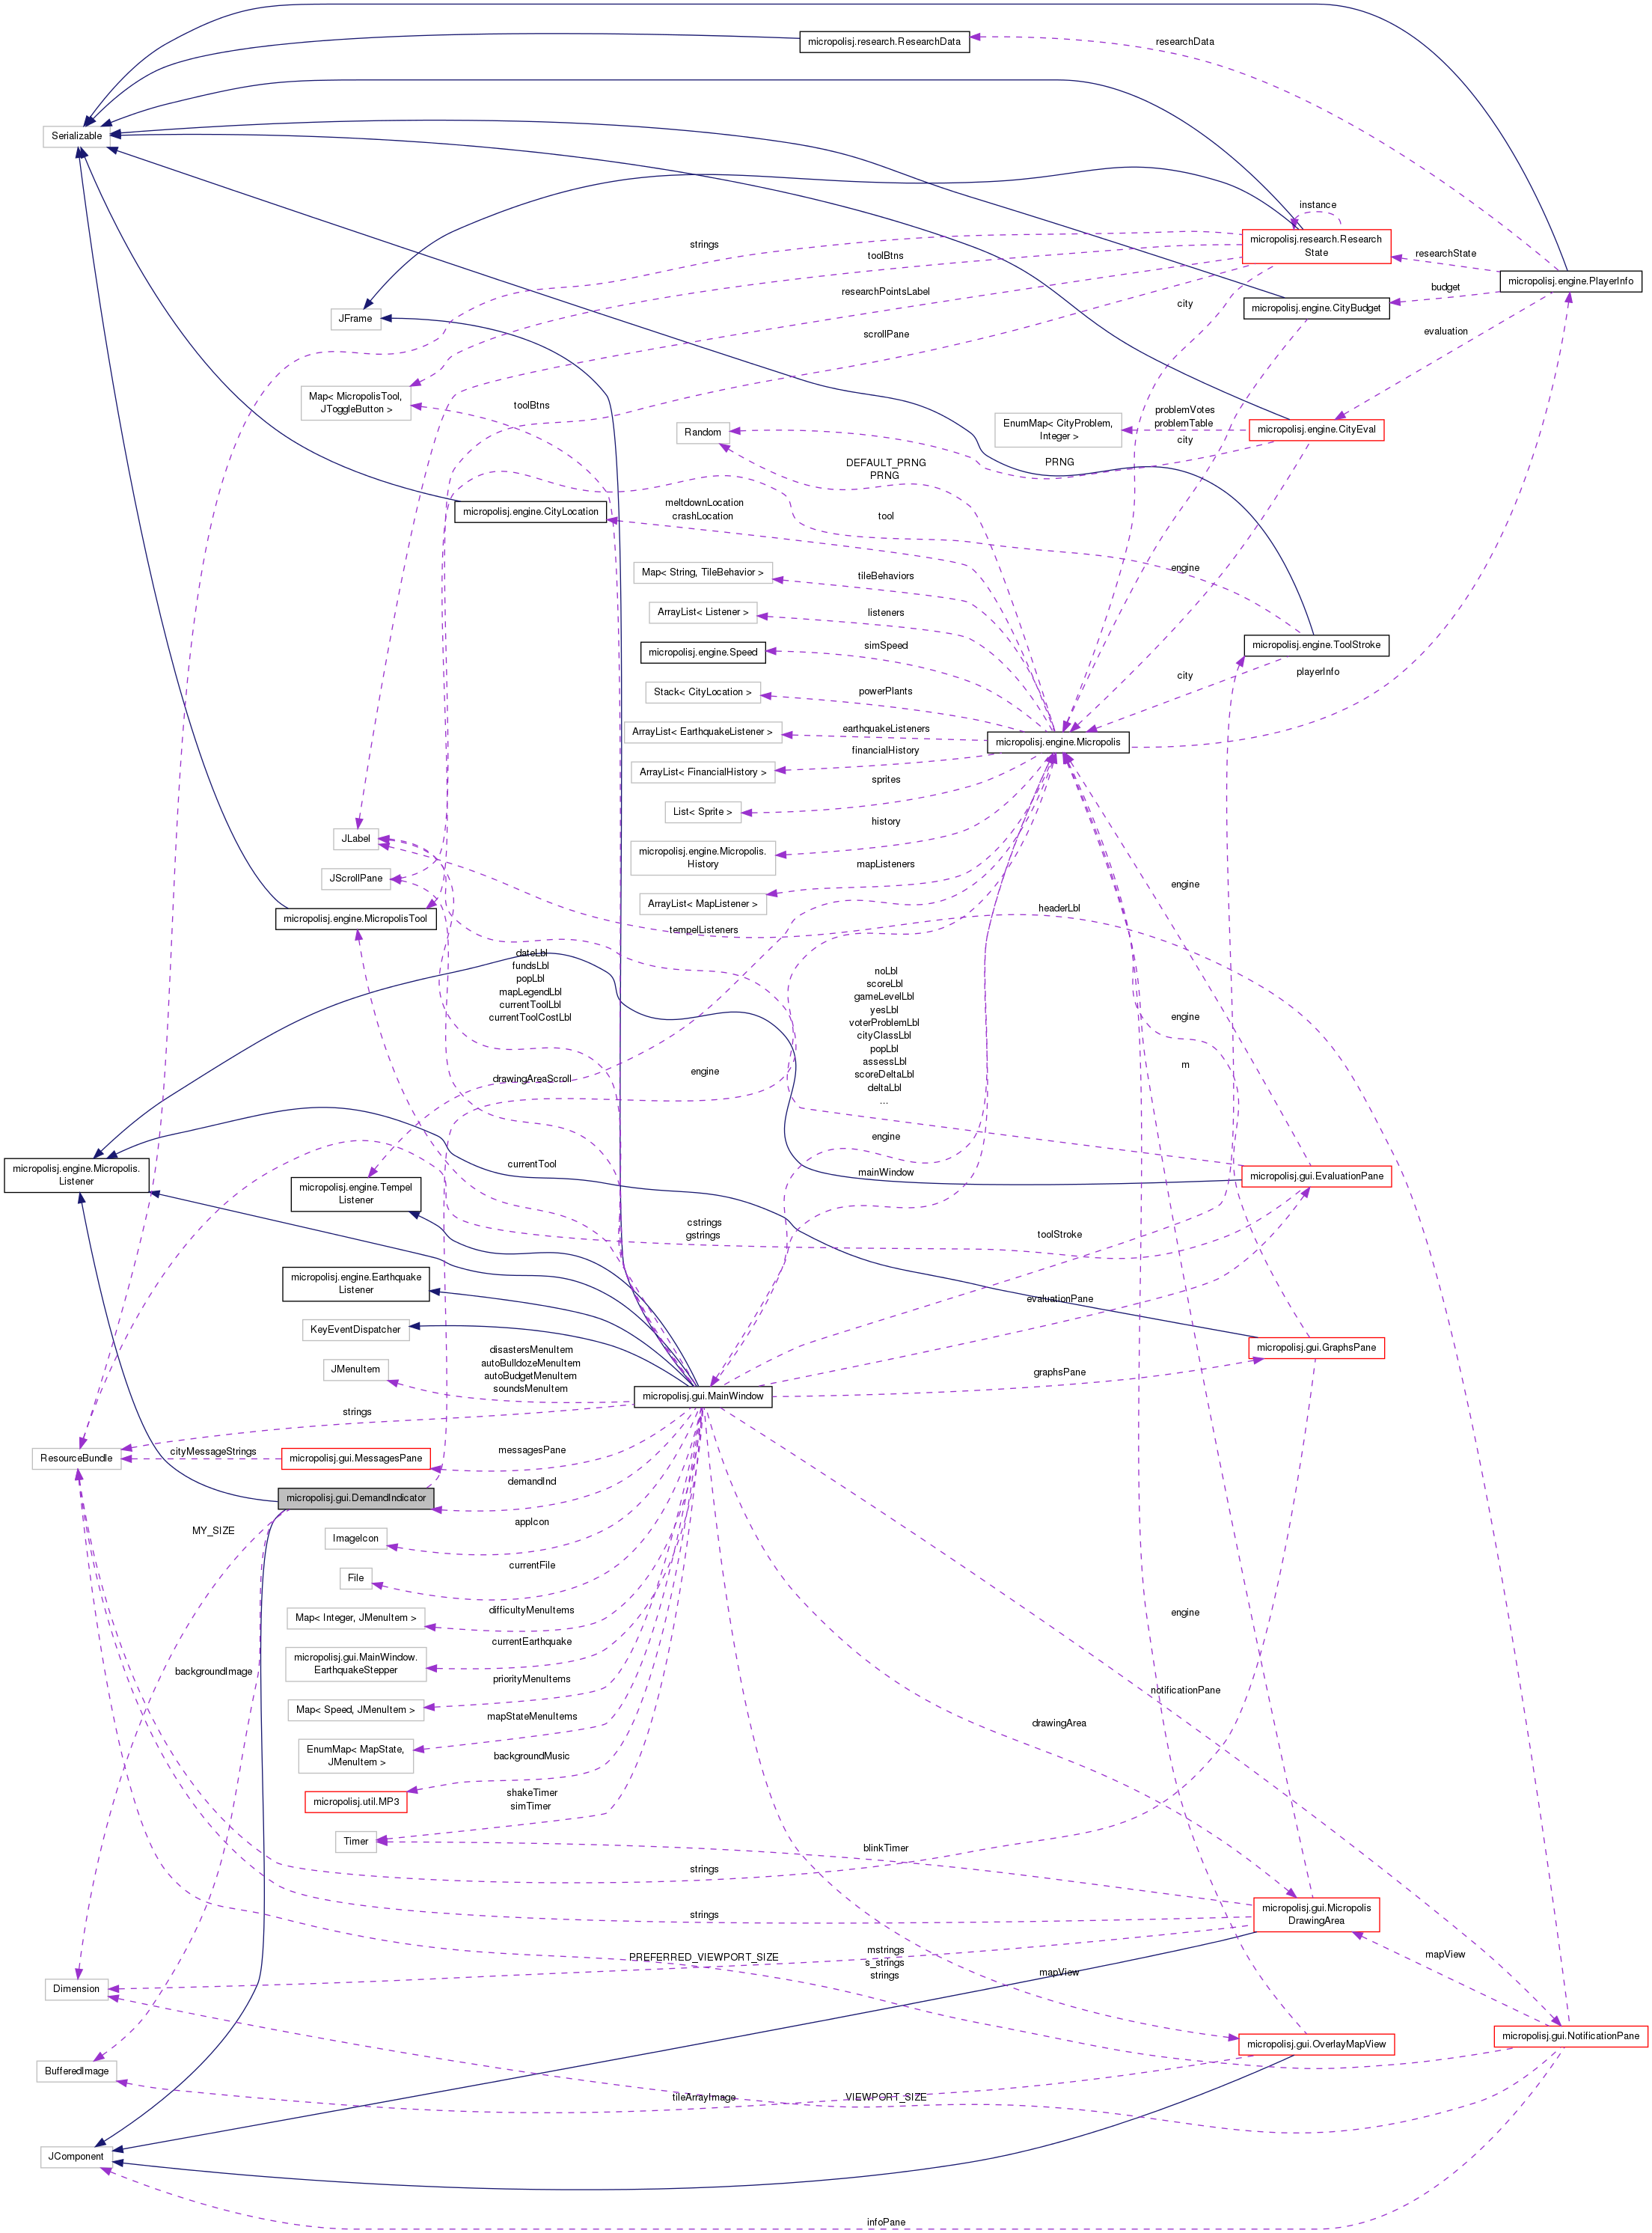 researchData
micropolisj.research.ResearchData
Serializable
instance
strings
micropolisj.research.Research
State
toolBtns
researchState
micropolisj.engine.PlayerInfo
researchPointsLabel
budget
city
micropolisj.engine.CityBudget
JFrame
scrollPane
evaluation
Map< MicropolisTool,
JToggleButton >
toolBtns
problemVotes
problemTable
EnumMap< CityProblem,
Integer >
Random
micropolisj.engine.CityEval
city
DEFAULT_PRNG
PRNG
PRNG
meltdownLocation
crashLocation
micropolisj.engine.CityLocation
tool
Map< String, TileBehavior >
tileBehaviors
engine
ArrayList< Listener >
listeners
micropolisj.engine.Speed
simSpeed
micropolisj.engine.ToolStroke
playerInfo
city
Stack< CityLocation >
powerPlants
ArrayList< EarthquakeListener >
earthquakeListeners
micropolisj.engine.Micropolis
financialHistory
ArrayList< FinancialHistory >
sprites
List< Sprite >
history
JLabel
micropolisj.engine.Micropolis.
History
mapListeners
JScrollPane
engine
ArrayList< MapListener >
headerLbl
micropolisj.engine.MicropolisTool
tempelListeners
dateLbl
fundsLbl
popLbl
mapLegendLbl
currentToolLbl
currentToolCostLbl
noLbl
scoreLbl
gameLevelLbl
yesLbl
voterProblemLbl
cityClassLbl
popLbl
assessLbl
scoreDeltaLbl
deltaLbl
...
engine
m
drawingAreaScroll
engine
engine
currentTool
mainWindow
micropolisj.engine.Micropolis.
Listener
micropolisj.gui.EvaluationPane
micropolisj.engine.Tempel
Listener
cstrings
gstrings
toolStroke
micropolisj.engine.Earthquake
Listener
evaluationPane
KeyEventDispatcher
micropolisj.gui.GraphsPane
disastersMenuItem
autoBulldozeMenuItem
autoBudgetMenuItem
soundsMenuItem
JMenuItem
graphsPane
micropolisj.gui.MainWindow
strings
messagesPane
cityMessageStrings
ResourceBundle
micropolisj.gui.MessagesPane
demandInd
micropolisj.gui.DemandIndicator
MY_SIZE
appIcon
ImageIcon
currentFile
File
difficultyMenuItems
Map< Integer, JMenuItem >
engine
currentEarthquake
micropolisj.gui.MainWindow.
EarthquakeStepper
backgroundImage
priorityMenuItems
notificationPane
Map< Speed, JMenuItem >
mapStateMenuItems
drawingArea
EnumMap< MapState,
JMenuItem >
backgroundMusic
micropolisj.util.MP3
shakeTimer
simTimer
Timer
blinkTimer
strings
strings
micropolisj.gui.Micropolis
DrawingArea
PREFERRED_VIEWPORT_SIZE
mstrings
s_strings
strings
mapView
mapView
Dimension
micropolisj.gui.NotificationPane
micropolisj.gui.OverlayMapView
BufferedImage
tileArrayImage
VIEWPORT_SIZE
JComponent
infoPane